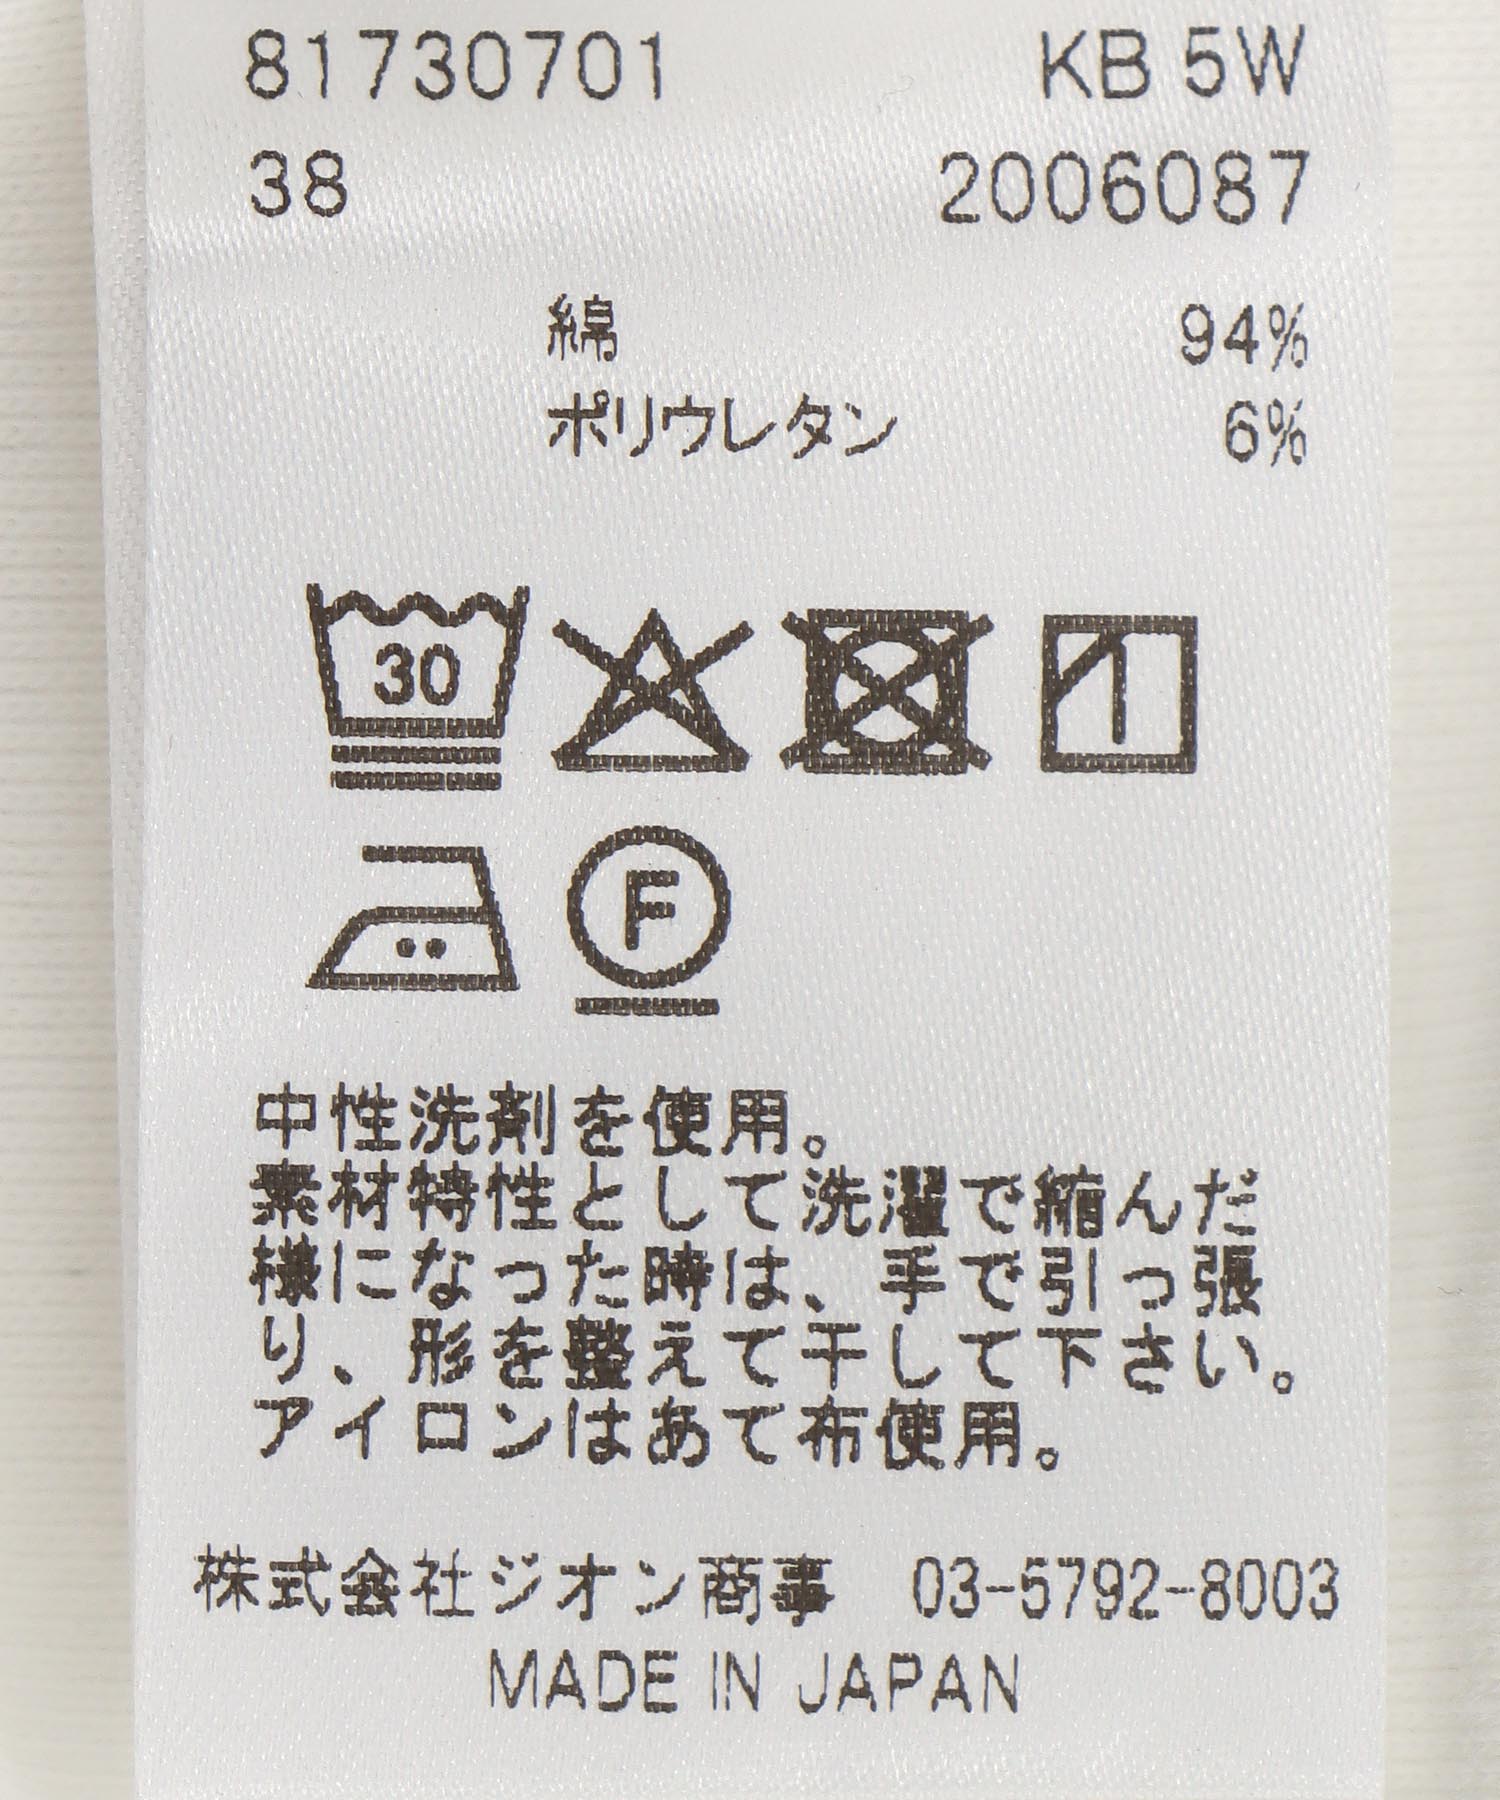 81730701 KB 5W
38 2006087
綿 94%
ポリウレタン 6%
30
F
中性洗剤を使用。
素材特性として洗濯で縮んだ
様になった時は、手で引っ張
り、形を整えて干して下さい。
アイロンはあて布使用。
株式会社ジオン商事 03-5792-8003
MADE IN JAPAN